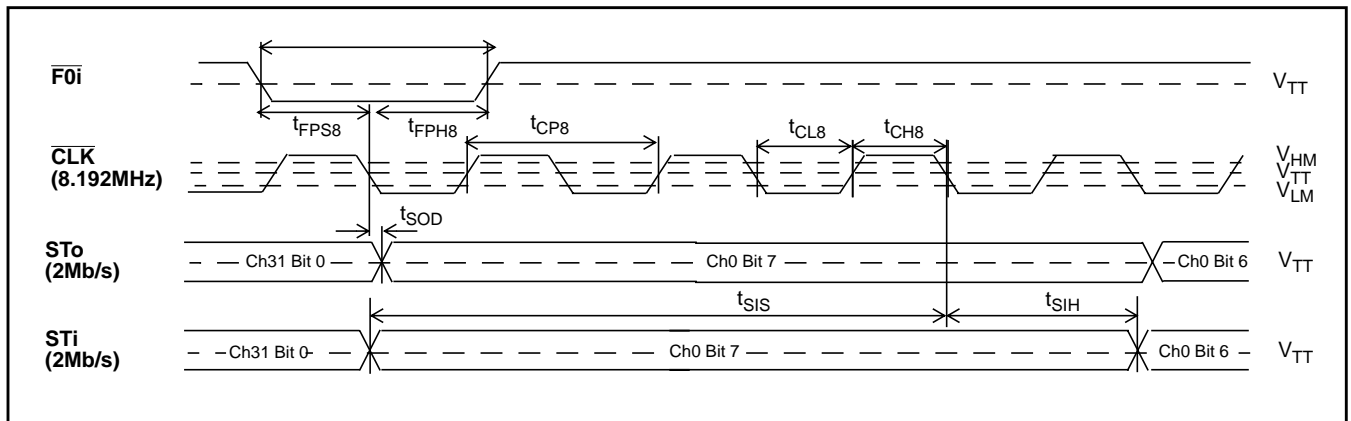 F0i
VTT
tFPS8
tFPH8
tCP8
tCL8
tCH8
CLK
(8.192MHz)
VHM
VTT
VLM
tSOD
STo
(2Mb/s)
Ch31 Bit 0
Ch0 Bit 7
Ch0 Bit 6
VTT
tSIS
tSIH
STi
(2Mb/s)
Ch31 Bit 0
Ch0 Bit 7
Ch0 Bit 6
VTT